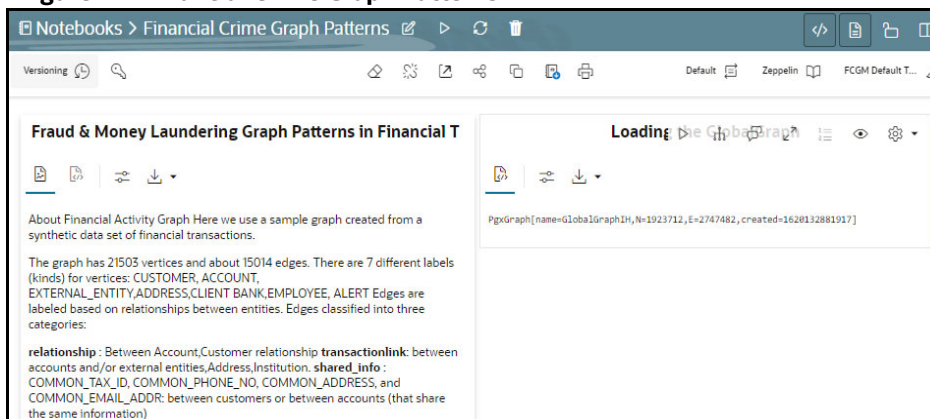 Notebooks > Financial Crime Graph Patterns
Versioning
Default
Zeppelin
FCGM Default T...
Fraud & Money Laundering Graph Patterns in Financial T
Loading the GlobalGraph
About Financial Activity Graph Here we use a sample graph created from a
synthetic data set of financial transactions.
The graph has 21503 vertices and about 15014 edges. There are 7 different labels
(kinds) for vertices: CUSTOMER, ACCOUNT,
EXTERNAL_ENTITY,ADDRESS,CLIENT BANK,EMPLOYEE, ALERT Edges are
labeled based on relationships between entities. Edges classified into three
categories:
relationship : Between Account,Customer relationship transactionlink: between
accounts and/or external entities,Address,Institution. shared_info :
COMMON_TAX_ID, COMMON_PHONE_NO, COMMON_ADDRESS, and
COMMON_EMAIL_ADDR: between customers or between accounts (that share
the same information)
PgxGraph[name=GlobalGraphIH,N=1923712,E=2747482,created=1620132881917]